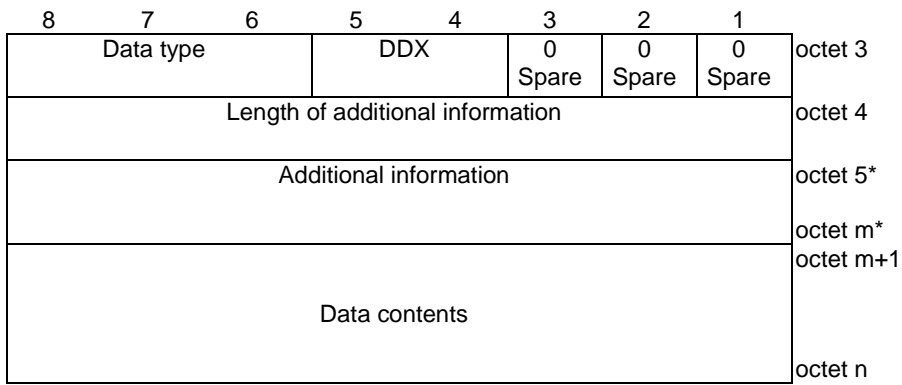 8 7 6 5 4 3 2 1
Data type DDX 0 0 0 octet 3
Spare Spare Spare
Length of additional information octet 4
Additional information octet 5*
octet m*
octet m+1
Data contents
octet n